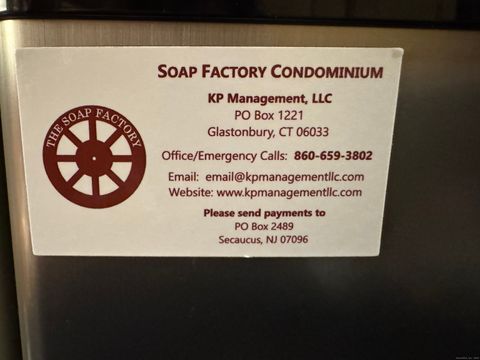 SOAP FACTORY CONDOMINIUM
THE SOAP FACTORY
KP Management, LLC
PO Box 1221
Glastonbury, CT 06033
Office/Emergency Calls: 860-659-3802
Email: email@kpmanagementllc.com
Website: www.kpmanagementllc.com
Please send payments to
PO Box 2489
Secaucus, NJ 07096